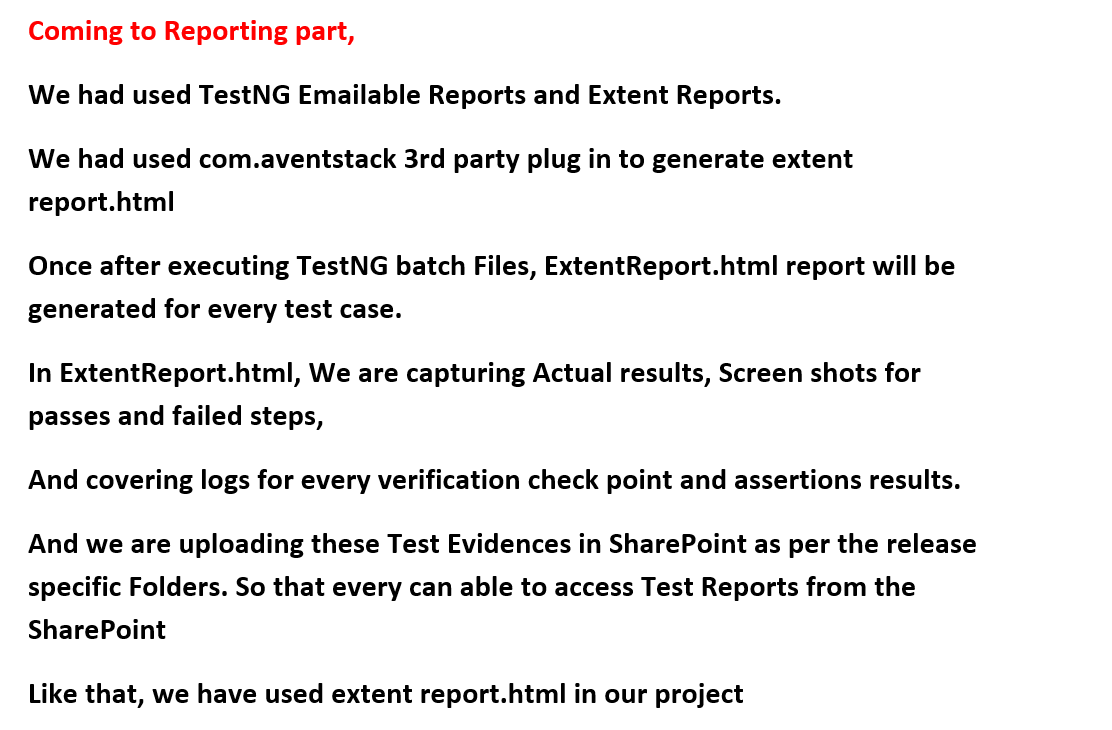 Coming to Reporting part,
We had used TestNG Emailable Reports and Extent Reports.
We had used com.aventstack 3rd party plug in to generate extent
report.html
Once after executing TestNG batch Files, ExtentReport.html report will be
generated for every test case.
In ExtentReport.html, We are capturing Actual results, Screen shots for
passes and failed steps,
And covering logs for every verification check point and assertions results.
And we are uploading these Test Evidences in SharePoint as per the release
specific Folders. So that every can able to access Test Reports from the
SharePoint
Like that, we have used extent report.html in our project